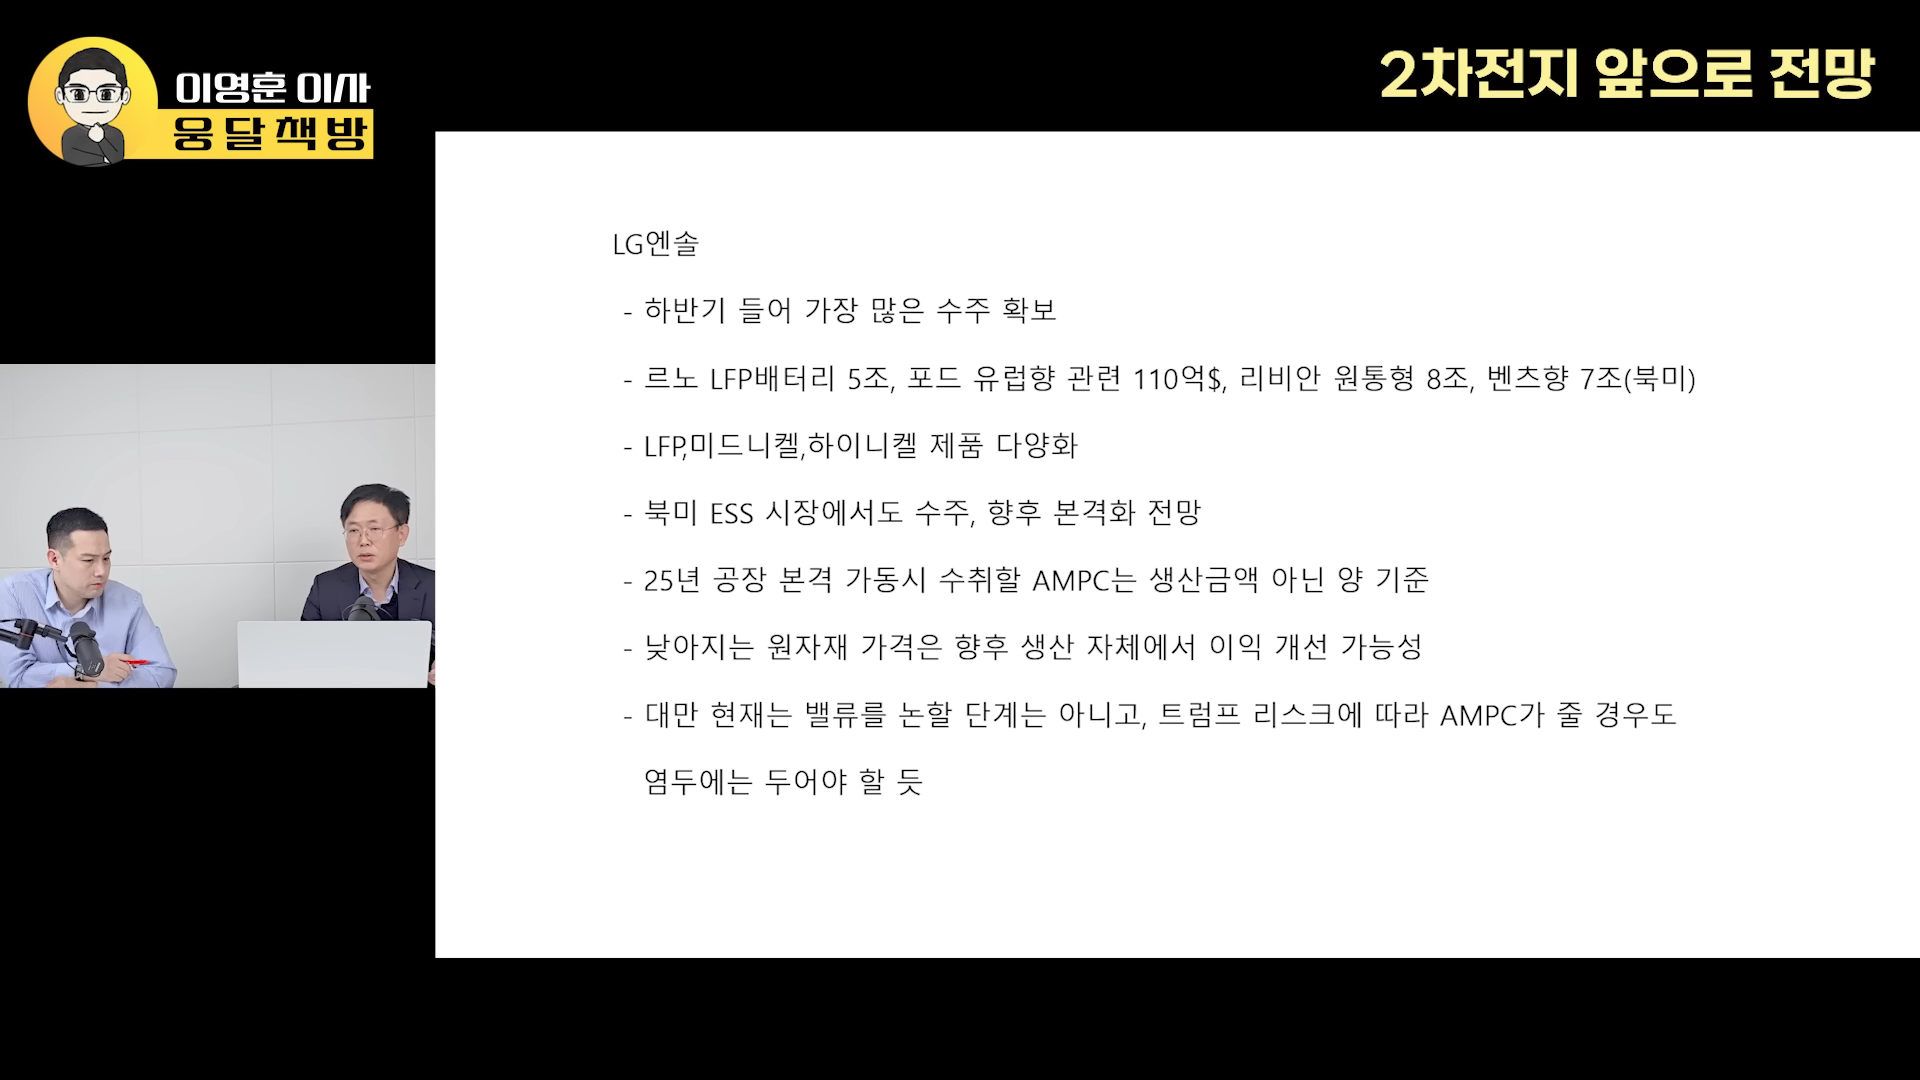 이영훈 이사
웅달책방
2차전지 앞으로 전망
LG엔솔
- 하반기 들어 가장 많은 수주 확보
- 르노 LFP배터리 5조, 포드 유럽향 관련 110억$, 리비안 원통형 8조, 벤츠향 7조(북미)
- LFP,미드니켈,하이니켈 제품 다양화
- 북미 ESS 시장에서도 수주, 향후 본격화 전망
- 25년 공장 본격 가동시 수취할 AMPC는 생산금액 아닌 양 기준
- 낮아지는 원자재 가격은 향후 생산 자체에서 이익 개선 가능성
- 대만 현재는 밸류를 논할 단계는 아니고, 트럼프 리스크에 따라 AMPC가 줄 경우도
염두에는 두어야 할 듯